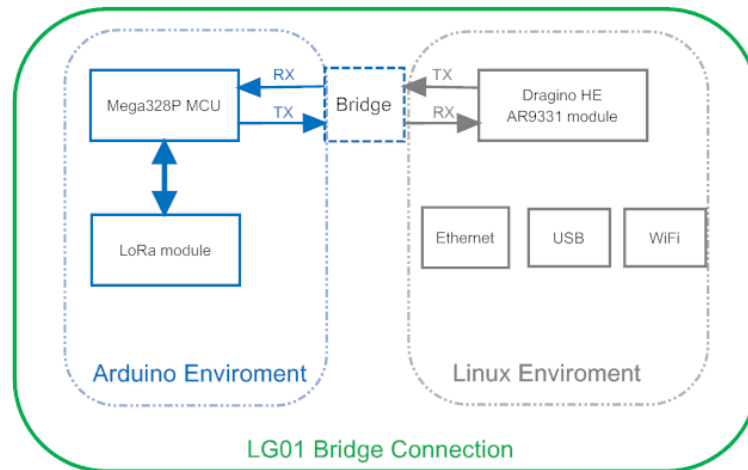 RX
TX
Mega328P MCU
TX
RX
Bridge
Dragino HE
AR9331 module
LoRa module
Ethernet
USB
WiFi
Arduino Enviroment
Linux Enviroment
LG01 Bridge Connection